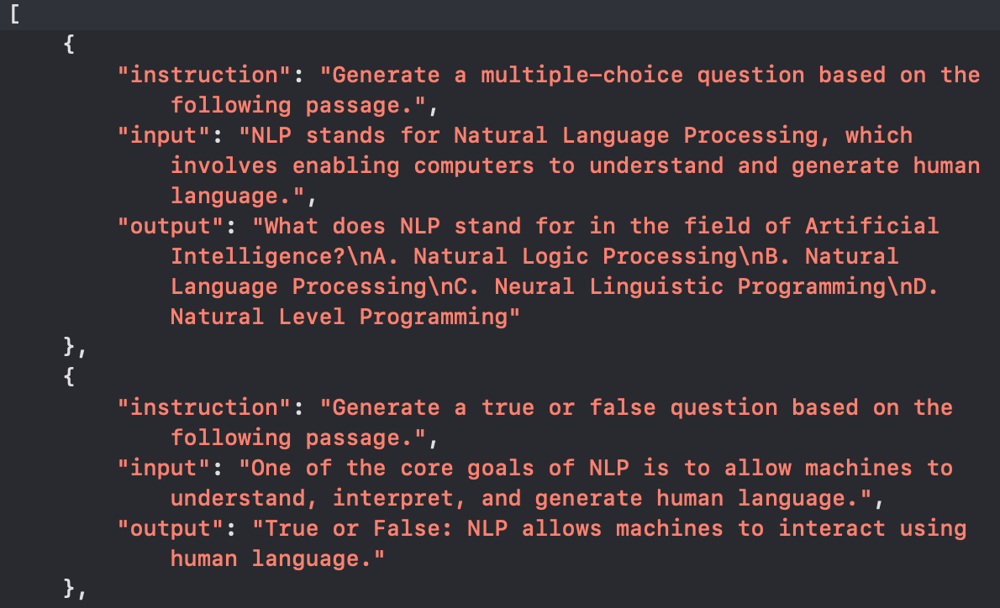 [
{
"instruction": "Generate a multiple-choice question based on the
following passage.",
"input": "NLP stands for Natural Language Processing, which
involves enabling computers to understand and generate human
language.",
"output": "What does NLP stand for in the field of Artificial
Intelligence?\nA. Natural Logic Processing\nB. Natural
Language Processing\nC. Neural Linguistic Programming\nD.
Natural Level Programming"
},
{
"instruction": "Generate a true or false question based on the
following passage.",
"input": "One of the core goals of NLP is to allow machines to
understand, interpret, and generate human language.",
"output": "True or False: NLP allows machines to interact using
human language."
},